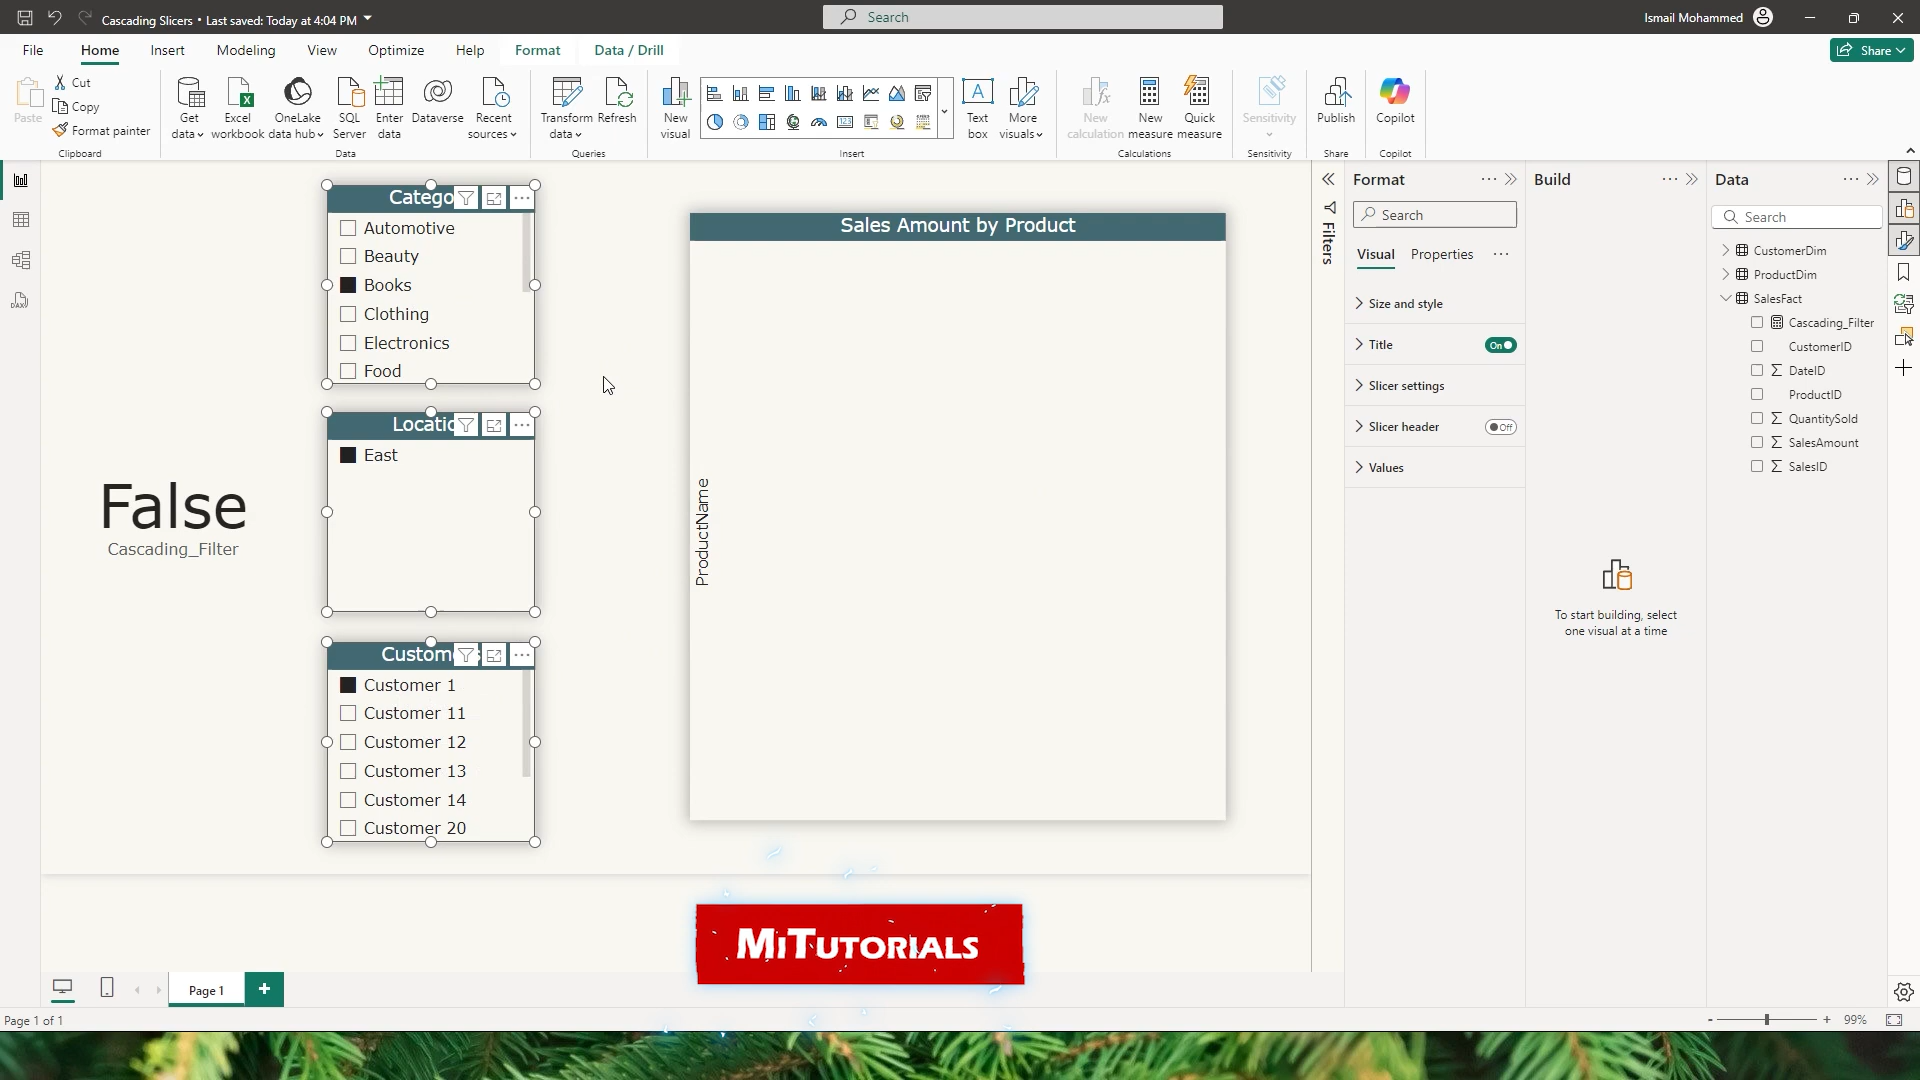 Cascading Slicers • Last saved: Today at 4:04 PM
Search
Ismail Mohammed
File Home Insert Modeling View Optimize Help Format Data / Drill
Share
Paste
Cut
Copy
Format painter
Clipboard
Get data
Excel workbook
OneLake data hub
SQL Server
Enter data
Dataverse
Recent sources
Data
Transform data
Refresh
Queries
New visual
Text box
More visuals
Insert
New calculation
New measure
Quick measure
Calculations
Sensitivity
Sensitivity
Publish
Share
Copilot
Copilot
Catego
Automotive
Beauty
Books
Clothing
Electronics
Food
Locatio
East
False
Cascading_Filter
Custom
Customer 1
Customer 11
Customer 12
Customer 13
Customer 14
Customer 20
Sales Amount by Product
ProductName
Filters
Format
Search
Visual Properties
Size and style
Title On
Slicer settings
Slicer header Off
Values
Build
To start building, select
one visual at a time
Data
Search
CustomerDim
ProductDim
SalesFact
Cascading_Filter
CustomerID
DateID
ProductID
QuantitySold
SalesAmount
SalesID
MiTutorials
Page 1
Page 1 of 1
99%